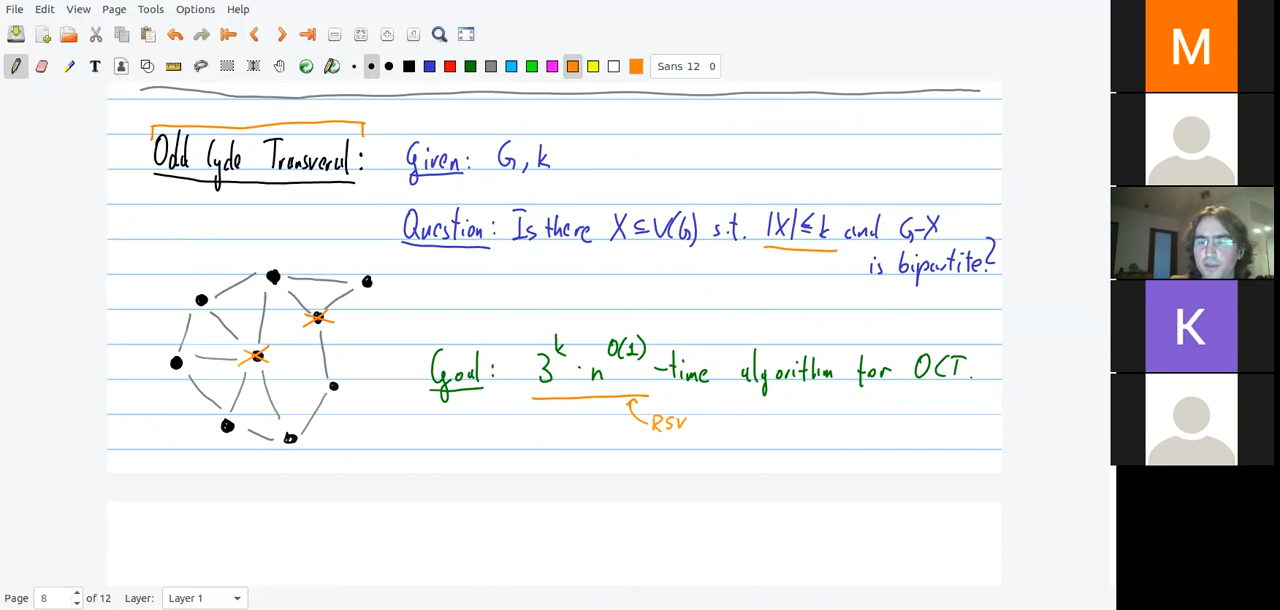 File Edit View Page Tools Options Help
Sans 12 0
Odd Cycle Transversal: Given: G, k
Question: Is there X ⊆ V(G) s.t. |X| ≤ k and G-X
is bipartite?
Goal: 3^k · n^O(1) -time algorithm for OCT.
RSV
Page 8 of 12 Layer: Layer 1
M
K